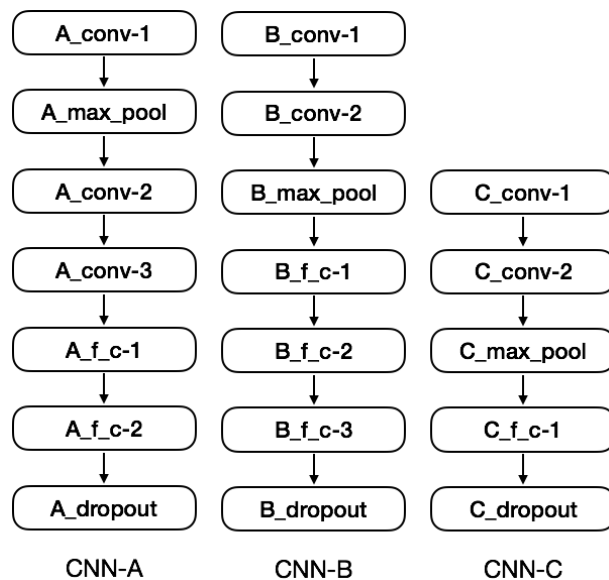 A_conv-1
A_max_pool
A_conv-2
A_conv-3
A_f_c-1
A_f_c-2
A_dropout
CNN-A
B_conv-1
B_conv-2
B_max_pool
B_f_c-1
B_f_c-2
B_f_c-3
B_dropout
CNN-B
C_conv-1
C_conv-2
C_max_pool
C_f_c-1
C_dropout
CNN-C